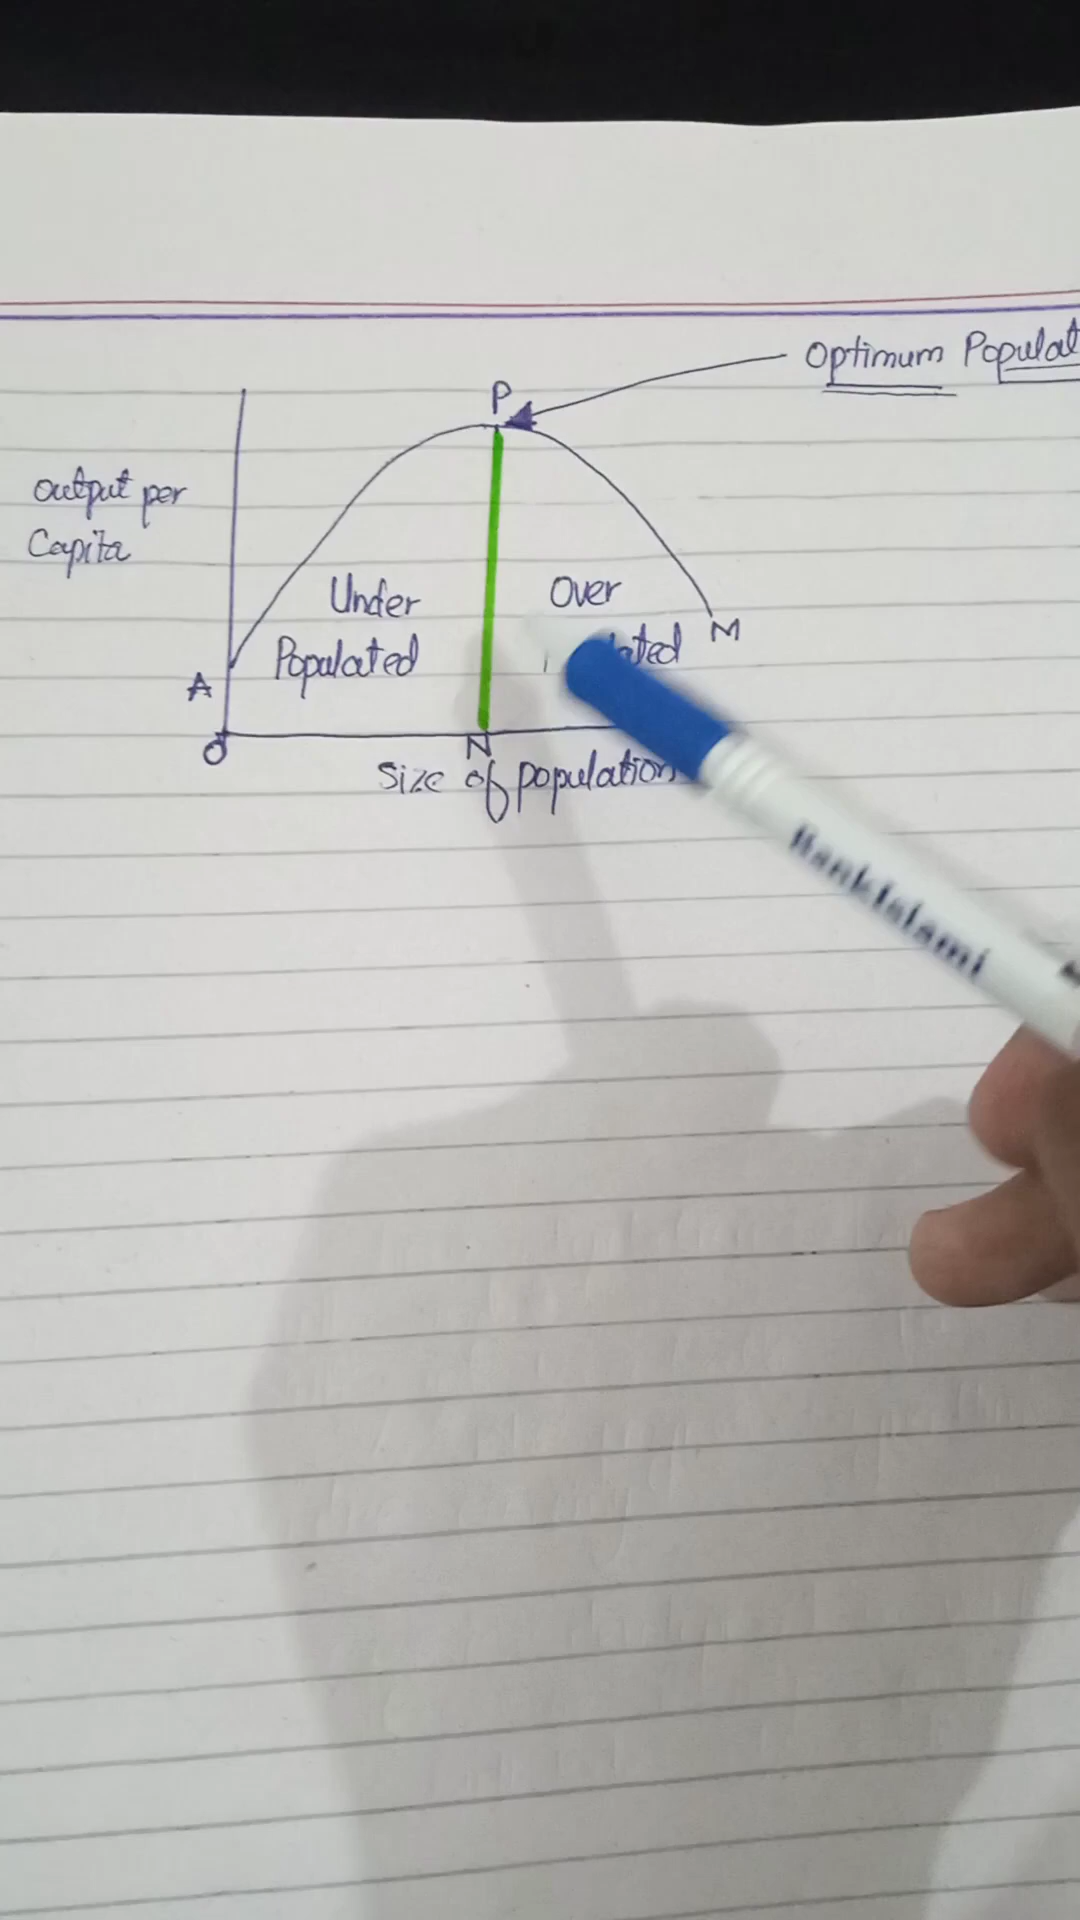 Optimum Populat
P
output per
Capita
Under
Populated
Over
M
A
O
N
Size of population
BankIslami